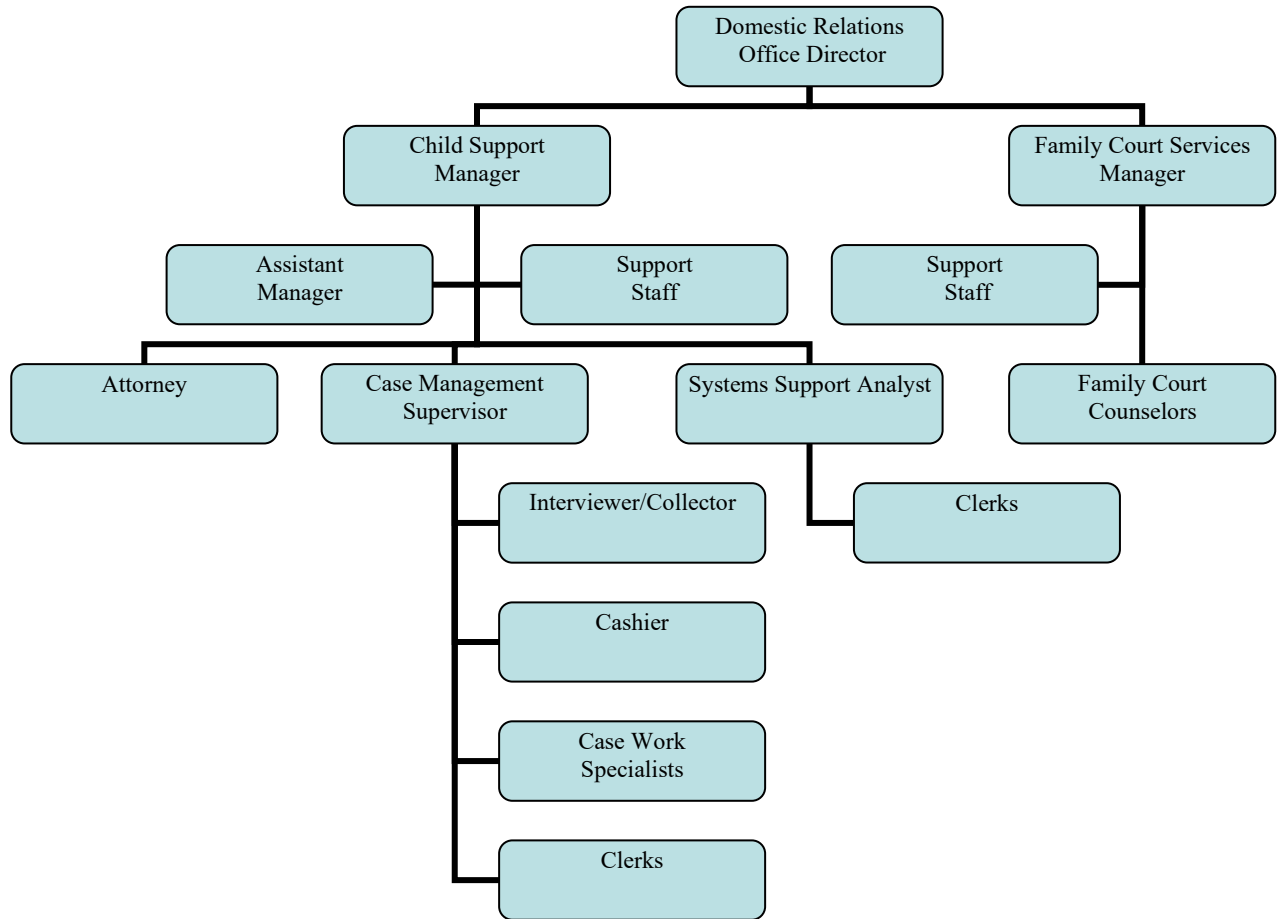 Domestic Relations
Office Director
Child Support
Manager
Family Court Services
Manager
Assistant
Manager
Support
Staff
Support
Staff
Attorney
Case Management
Supervisor
Systems Support Analyst
Family Court
Counselors
Interviewer/Collector
Clerks
Cashier
Case Work
Specialists
Clerks